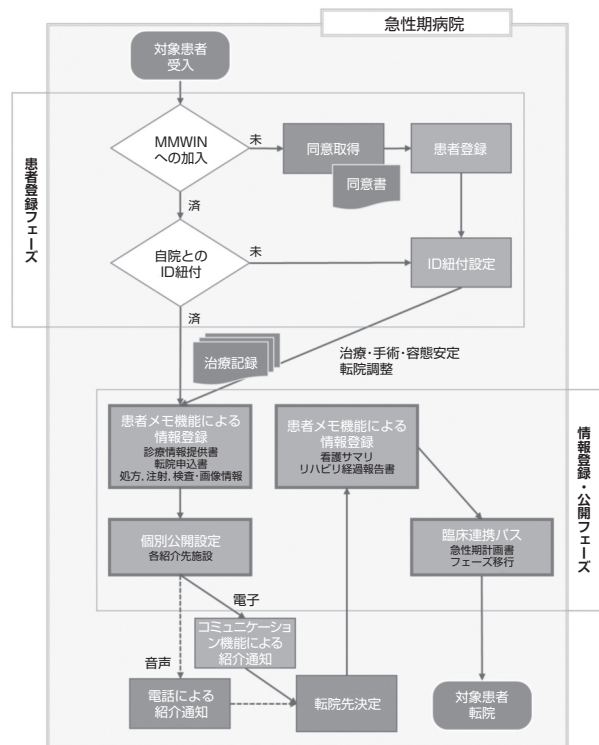 急性期病院
対象患者
受入
患者登録フェーズ
MMWIN
への加入
未
同意取得
同意書
患者登録
済
自院との
ID紐付
未
ID紐付設定
済
治療記録
治療・手術・容態安定
転院調整
情報登録・公開フェーズ
患者メモ機能による
情報登録
診療情報提供書
転院申込書
処方，注射，検査・画像情報
患者メモ機能による
情報登録
看護サマリ
リハビリ経過報告書
個別公開設定
各紹介先施設
臨床連携パス
急性期計画書
フェーズ移行
電子
コミュニケーショ
ン機能による
紹介通知
音声
電話による
紹介通知
転院先決定
対象患者
転院